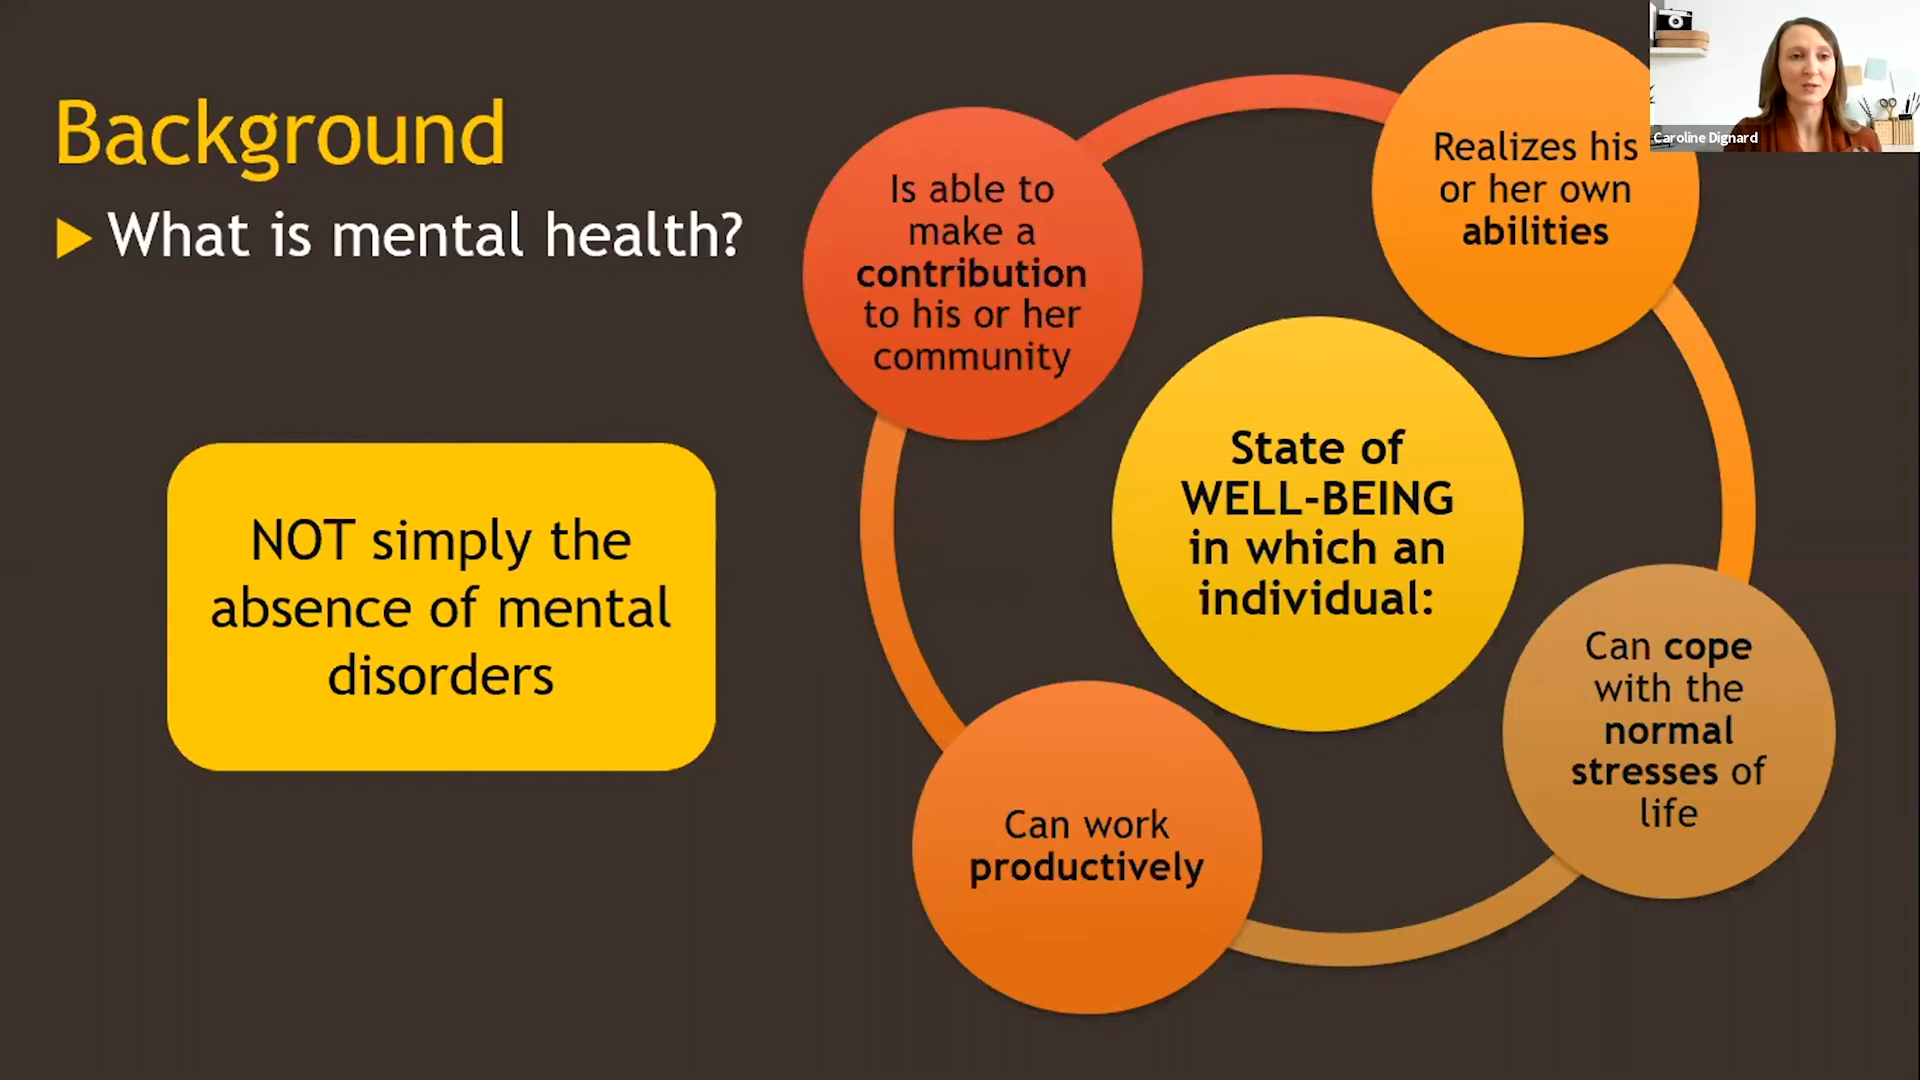 Background
What is mental health?
NOT simply the
absence of mental
disorders
Is able to
make a
contribution
to his or her
community
Realizes his
or her own
abilities
State of
WELL-BEING
in which an
individual:
Can cope
with the
normal
stresses of
life
Can work
productively
Caroline Dignard